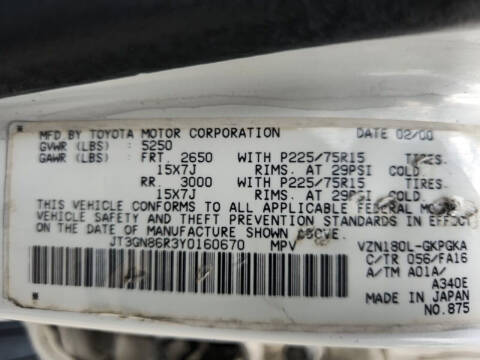 MFD BY TOYOTA MOTOR CORPORATION DATE 02/00
GVWR (LBS) : 5250
GAWR (LBS) : FRT. 2650 WITH P225/75R15 TIRES
15X7J RIMS. AT 29PSI COLD
RR. 3000 WITH P225/75R15 TIRES
15X7J RIMS. AT 29PSI COLD
THIS VEHICLE CONFORMS TO ALL APPLICABLE FEDERAL MOTOR
VEHICLE SAFETY AND THEFT PREVENTION STANDARDS IN EFFECT
ON THE DATE OF MANUFACTURE SHOWN
JT3GN86R3Y0160670 MPV VZN180L-GKPGKA
C/TR 056/FA16
A/TM A01A/
A340E
MADE IN JAPAN
NO.875